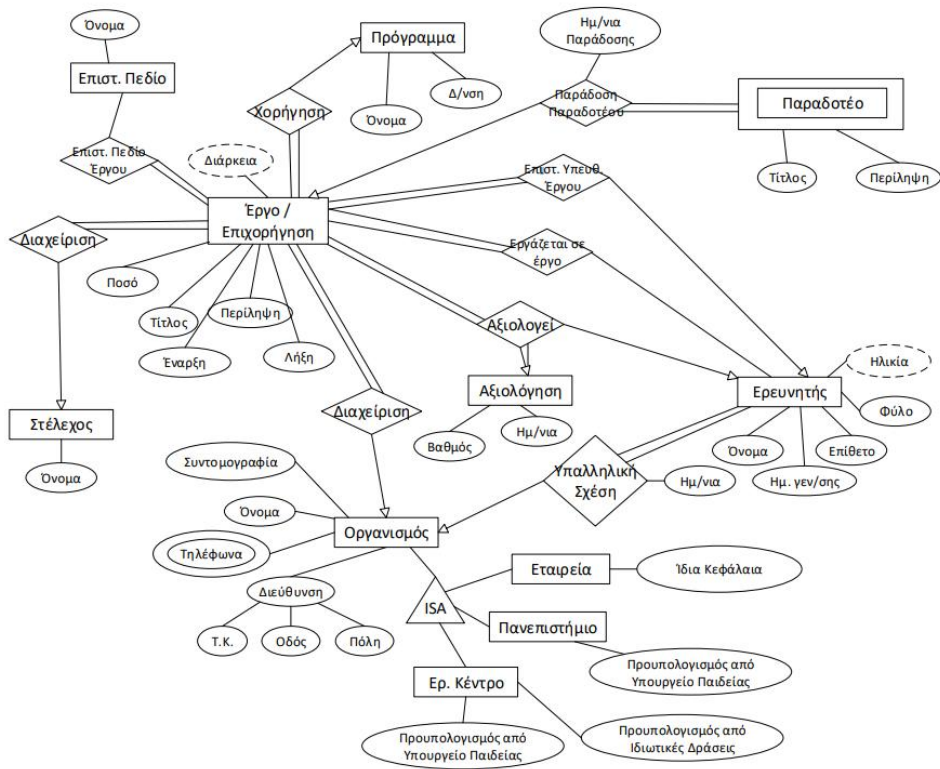 Όνομα
Πρόγραμμα
Ημ/νια
Παράδοσης
Επιστ. Πεδίο
Δ/νση
Χορήγηση
Όνομα
Παράδοση
Παραδοτέου
Παραδοτέο
Επιστ. Πεδίο
Έργου
Διάρκεια
Επιστ. Υπευθ.
Έργου
Τίτλος
Περίληψη
Έργο /
Επιχορήγηση
Διαχείριση
Εργάζεται σε
έργο
Ποσό
Τίτλος
Περίληψη
Έναρξη
Λήξη
Αξιολογεί
Ηλικία
Αξιολόγηση
Ερευνητής
Φύλο
Διαχείριση
Στέλεχος
Βαθμός
Ημ/νια
Όνομα
Επίθετο
Όνομα
Συντομογραφία
Υπαλληλική
Σχέση
Ημ/νια
Ημ. γεν/σης
Όνομα
Οργανισμός
Τηλέφωνα
Εταιρεία
Ίδια Κεφάλαια
Διεύθυνση
ISA
Πανεπιστήμιο
Τ.Κ.
Οδός
Πόλη
Προυπολογισμός από
Υπουργείο Παιδείας
Ερ. Κέντρο
Προυπολογισμός από
Υπουργείο Παιδείας
Προυπολογισμός από
Ιδιωτικές Δράσεις